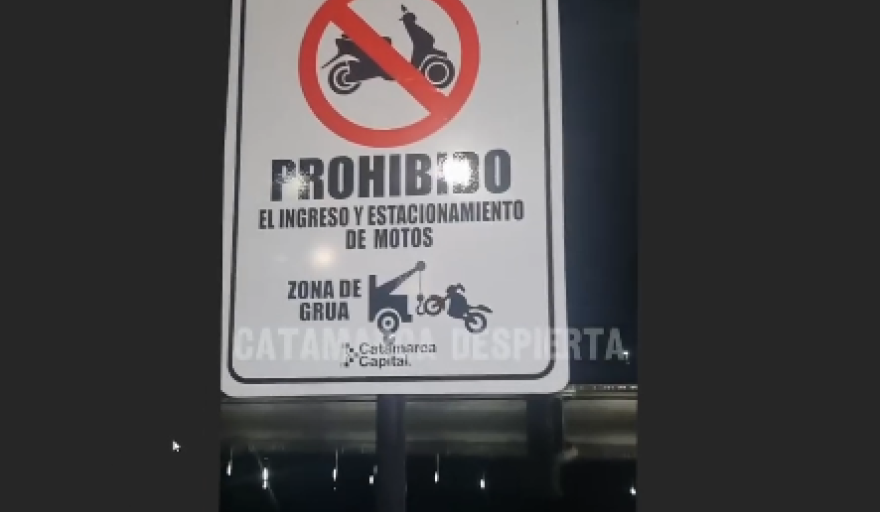 PROHIBIDO
EL INGRESO Y ESTACIONAMIENTO
DE MOTOS
ZONA DE
GRUA
CATAMARCA DESPIERTA
Catamarca
Capital.